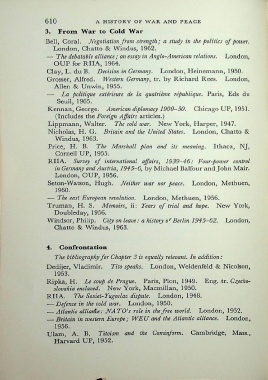 610 A HISTORY OF WAR AND PEACE
3. From War to Cold War
Bell, Coral. Negotiation from strength; a study in the politics of power.
London, Chatto & Windus, 1962.
— The debatable alliance; an essay in Anglo-American relations. London,
OUP for RIIA, 1964.
Clay, L. du B. Decision in Germany. London, Heinemann, 1950.
Grosser, Alfred. Western Germany, tr. by Richard Rees. London,
Allen & Unwin, 1955.
— La politique extérieure de la quatrième république. Paris, Eds du
Seuil, 1965.
Kennan, George. American diplomacy 1900–50. Chicago UP, 1951.
(Includes the Foreign Affairs articles.)
Lippmann, Walter. The cold war. New York, Harper, 1947.
Nicholas, H. G. Britain and the United States. London, Chatto &
Windus, 1963.
Price, H. B. The Marshall plan and its meaning. Ithaca, NJ,
Cornell UP, 1955.
RIIA. Survey of international affairs, 1939–46: Four-power control
in Germany and Austria, 1945–6, by Michael Balfour and John Mair.
London, OUP, 1956.
Seton-Watson, Hugh. Neither war nor peace. London, Methuen,
1960.
— The east European revolution. London, Methuen, 1956.
Truman, H. S. Memoirs, ii: Years of trial and hope. New York,
Doubleday, 1956.
Windsor, Philip. City on leave: a history of Berlin 1945–62. London,
Chatto & Windus, 1963.
4. Confrontation
The bibliography for Chapter 3 is equally relevant. In addition:
Dedijer, Vladimir. Tito speaks. London, Weidenfeld & Nicolson,
1953.
Ripka, H. Le coup de Prague. Paris, Plon, 1949. Eng. tr. Czecho-
slovakia enslaved. New York, Macmillan, 1950.
RIIA. The Soviet-Yugoslav dispute. London, 1948.
— Defence in the cold war. London, 1950.
— Atlantic alliance: NATO's role in the free world. London, 1952.
— Britain in western Europe; WEU and the Atlantic alliance. London,
1956.
Ulam, A. B. Titoism and the Cominform. Cambridge, Mass.,
Harvard UP, 1952.